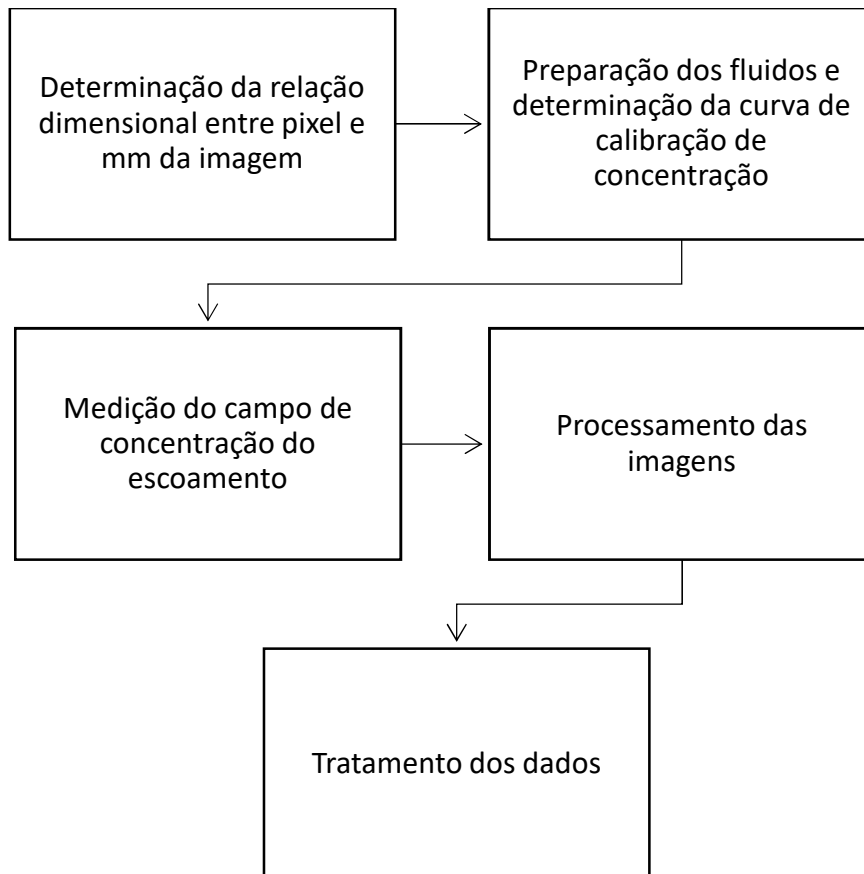 Determinação da relação
dimensional entre pixel e
mm da imagem
Preparação dos fluidos e
determinação da curva de
calibração de
concentração
Medição do campo de
concentração do
escoamento
Processamento das
imagens
Tratamento dos dados